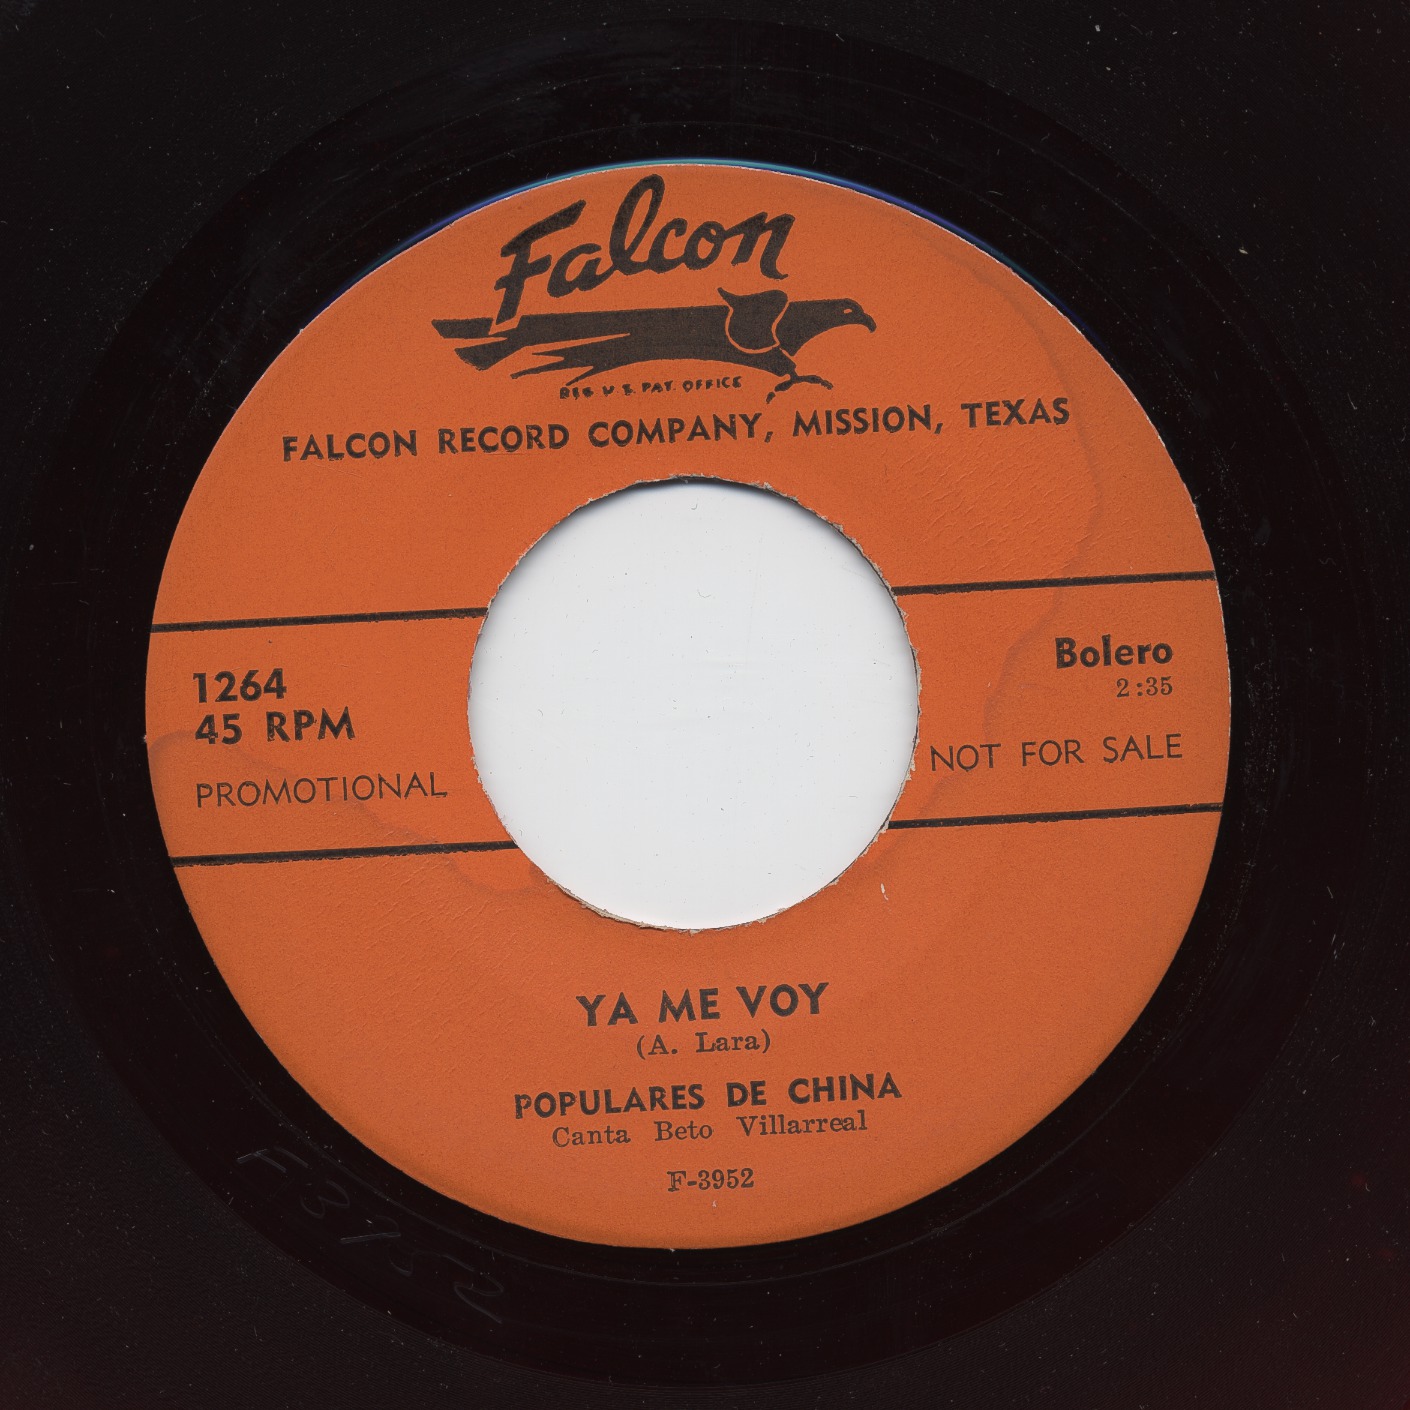 Falcon
REG U.S. PAT. OFFICE
FALCON RECORD COMPANY, MISSION, TEXAS
1264
45 RPM
PROMOTIONAL
Bolero
2:35
NOT FOR SALE
YA ME VOY
(A. Lara)
POPULARES DE CHINA
Canta Beto Villarreal
F-3952
F3952